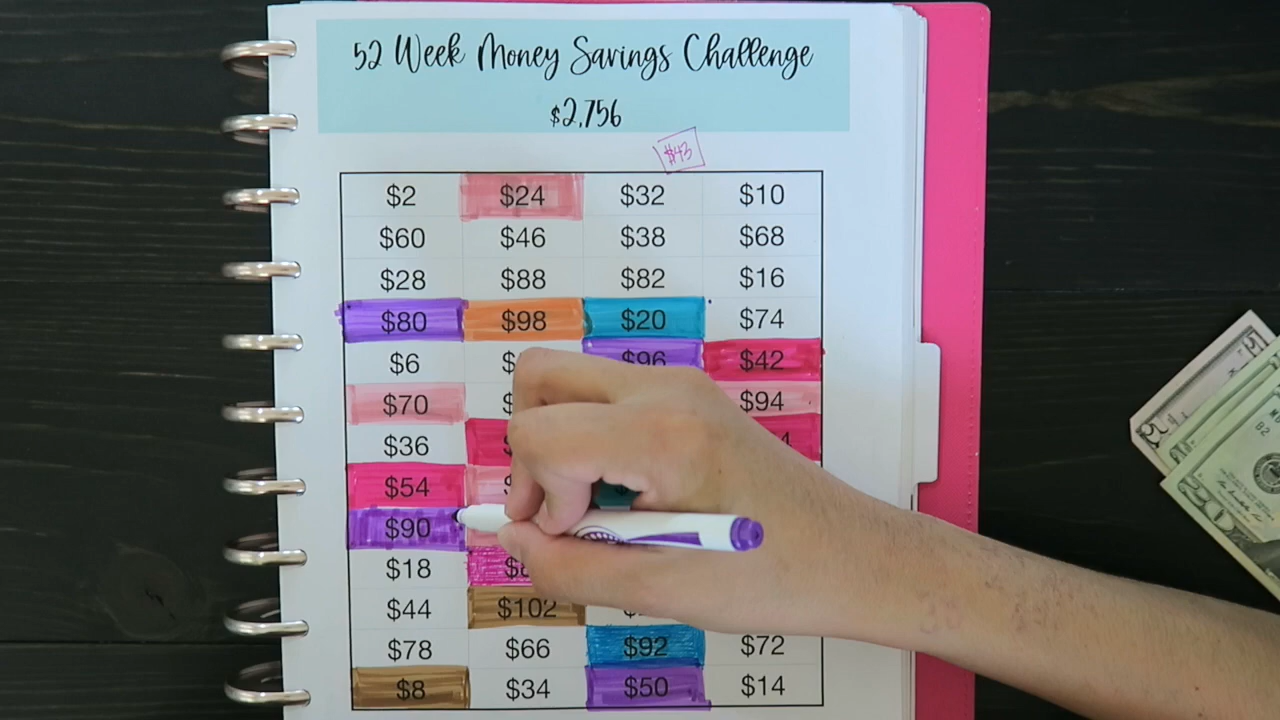 52 Week Money Savings Challenge
$2,756
$43
$2 $24 $32 $10
$60 $46 $38 $68
$28 $88 $82 $16
$80 $98 $20 $74
$6 $96 $42
$70 $94
$36
$54
$90
$18
$44 $102
$78 $66 $92 $72
$8 $34 $50 $14